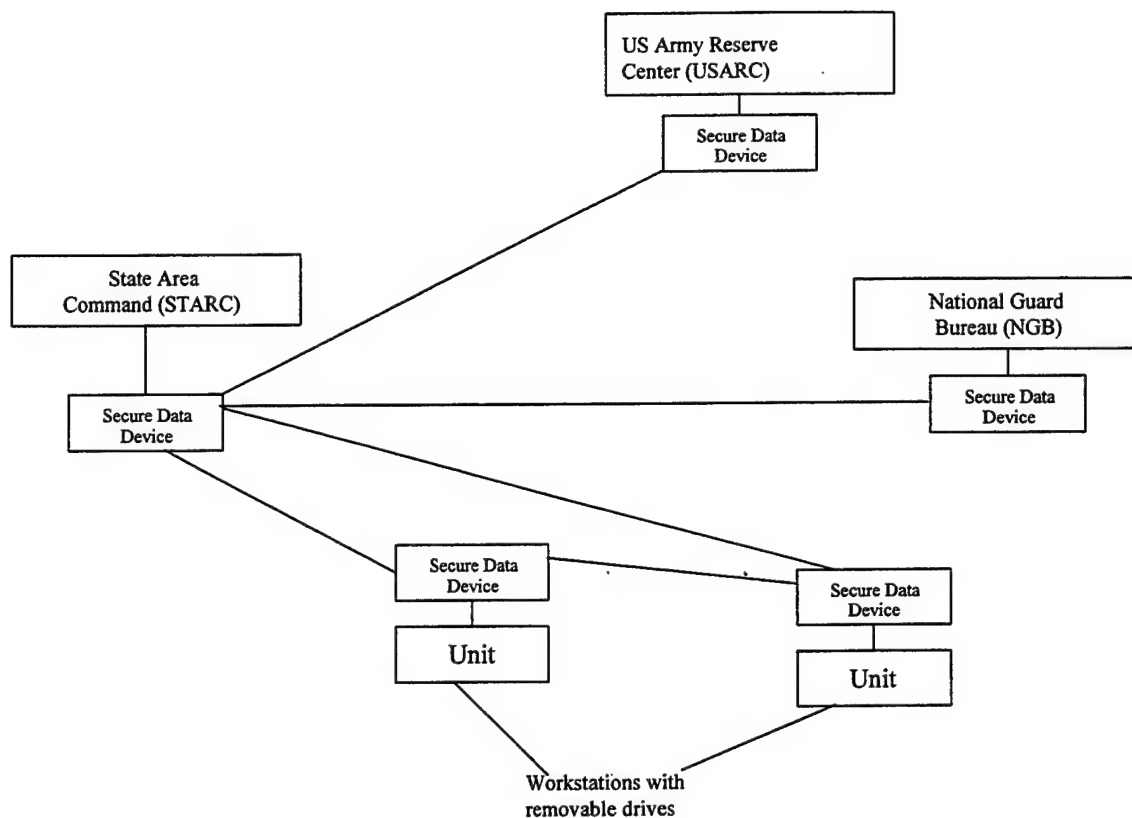 US Army Reserve
Center (USARC)
Secure Data
Device
State Area
Command (STARC)
National Guard
Bureau (NGB)
Secure Data
Device
Secure Data
Device
Secure Data
Device
Secure Data
Device
Unit
Unit
Workstations with
removable drives